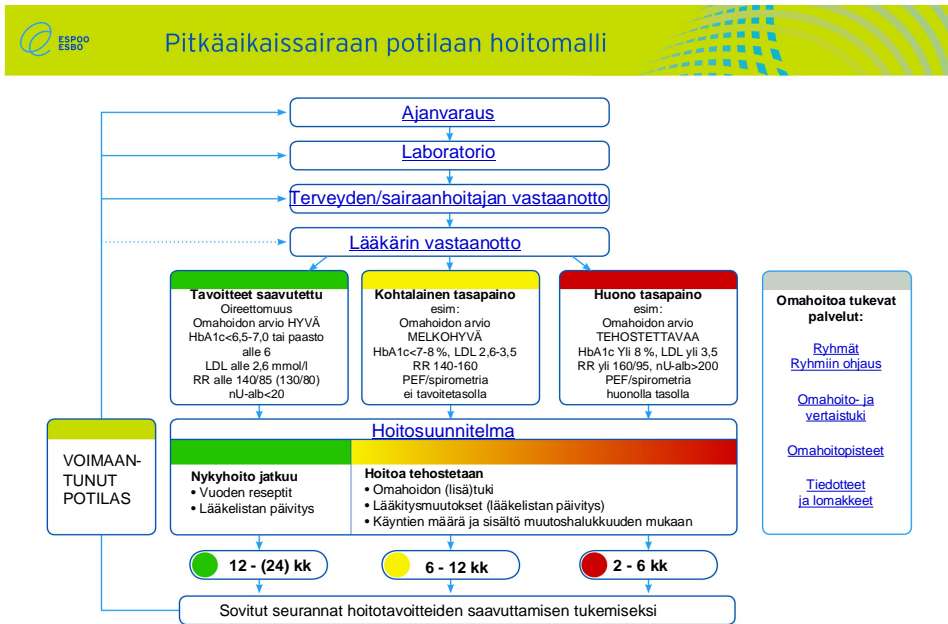 ESPOO
ESBO
Pitkäaikaissairaan potilaan hoitomalli
Ajanvaraus
Laboratorio
Terveyden/sairaanhoitajan vastaanotto
Lääkärin vastaanotto
Tavoitteet saavutettu
Oireettomuus
Omahoidon arvio HYVÄ
HbA1c<6,5-7,0 tai paasto
alle 6
LDL alle 2,6 mmol/l
RR alle 140/85 (130/80)
nU-alb<20
Kohtalainen tasapaino
esim:
Omahoidon arvio
MELKOHYVÄ
HbA1c<7-8 %, LDL 2,6-3,5
RR 140-160
PEF/spirometria
ei tavoitetasolla
Huono tasapaino
esim:
Omahoidon arvio
TEHOSTETTAVAA
HbA1c Yli 8 %, LDL yli 3,5
RR yli 160/95, nU-alb>200
PEF/spirometria
huonolla tasolla
Omahoitoa tukevat
palvelut:
Ryhmät
Ryhmiin ohjaus
Omahoito- ja
vertaistuki
Omahoitopisteet
Tiedotteet
ja lomakkeet
VOIMAAN-
TUNUT
POTILAS
Hoitosuunnitelma
Nykyhoito jatkuu
• Vuoden reseptit
• Lääkelistan päivitys
Hoitoa tehostetaan
• Omahoidon (lisä)tuki
• Lääkitysmuutokset (lääkelistan päivitys)
• Käyntien määrä ja sisältö muutoshalukkuuden mukaan
12 - (24) kk
6 - 12 kk
2 - 6 kk
Sovitut seurannat hoitotavoitteiden saavuttamisen tukemiseksi